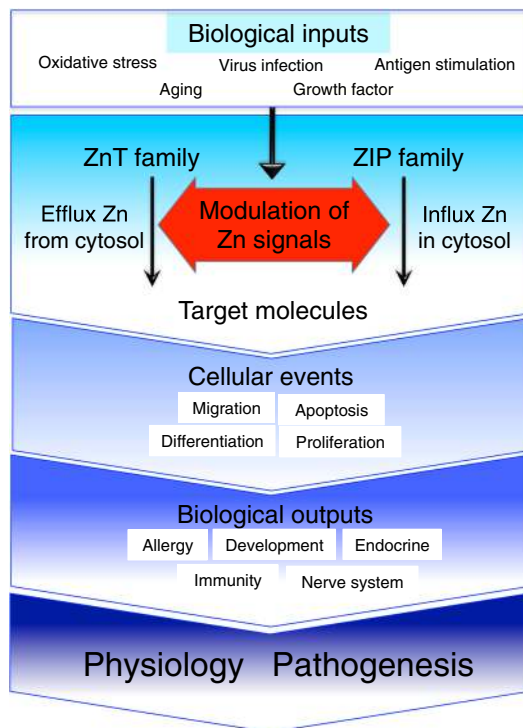 Biological inputs
Oxidative stress
Virus infection
Antigen stimulation
Aging
Growth factor
ZnT family
ZIP family
Efflux Zn
from cytosol
Modulation of
Zn signals
Influx Zn
in cytosol
Target molecules
Cellular events
Migration
Apoptosis
Differentiation
Proliferation
Biological outputs
Allergy
Development
Endocrine
Immunity
Nerve system
Physiology
Pathogenesis